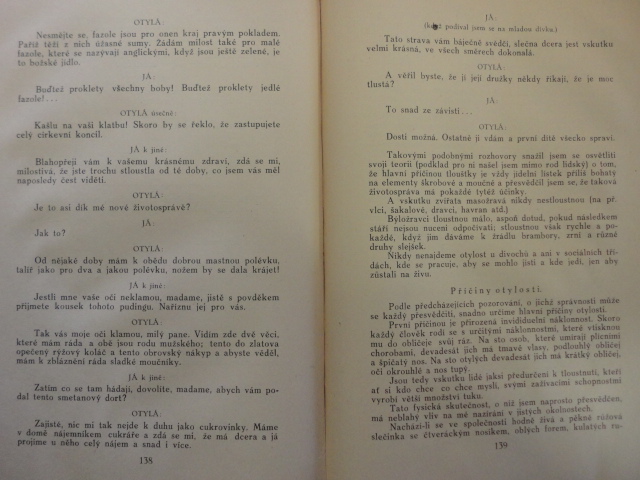 OTYLÁ:
Nesmějte se, fazole jsou pro onen kraj pravým pokladem.
Paříž těží z nich úžasné sumy. Žádám milost také pro malé
fazole, které se nazývají anglickými, když jsou ještě zelené, je
to božské jídlo.
JÁ:
Buďtež proklety všechny boby! Buďtež proklety jedlé
fazole!...
OTYLÁ útečně:
Kašlu na vaši klatbu! Skoro by se řeklo, že zastupujete
celý církevní koncil.
JÁ k jiné:
Blahopřeji vám k vašemu krásnému zdraví, zdá se mi,
milostivá, že jste trochu stloustla od té doby, co jsem vás měl
naposledy čest viděti.
OTYLÁ:
Je to asi dík mé nové životosprávě?
JÁ:
Jak to?
OTYLÁ:
Od nějaké doby mám k obědu dobrou mastnou polévku,
talíř jako pro dva a jakou polévku, nožem by se dala krájet!
JÁ k jiné:
Jestli mne vaše oči neklamou, madame, jistě s povděkem
přijmete kousek tohoto pudingu. Naříznu jej pro vás.
OTYLÁ:
Tak vás moje oči klamou, milý pane. Vidím zde dvě věci,
které mám ráda a obě jsou rodu mužského; tento do zlatova
opečený rýžový koláč a tento obrovský nákyp a abyste věděl,
mám k zbláznění ráda sladké moučníky.
JÁ k jiné:
Zatím co se tam hádají, dovolíte, madame, abych vám po-
dal tento smetanový dort?
OTYLÁ:
Zajisté, nic mi tak nejde k duhu jako cukrovinky. Máme
v domě nájemníkem cukráře a zdá se mi, že má dcera a já
projíme u něho celý nájem a snad i více.
138
JÁ:
(když podíval jsem se na mladou dívku)
Tato strava vám báječně svědčí, slečna dcera jest vskutku
velmi krásná, ve všech směrech dokonalá.
OTYLÁ:
A věřil byste, že jí její družky někdy říkají, že je moc
tlustá?
JÁ:
To snad ze závisti...
OTYLÁ:
Dosti možná. Ostatně ji vdám a první dítě všecko spraví.
Takovými podobnými rozhovory snažil jsem se osvětliti
svoji teorii (podklad pro ni našel jsem mimo rod lidský) o tom,
že hlavní příčinou tloušťky je vždy jídelní lístek příliš bohatý
na elementy škrobové a moučné a přesvědčil jsem se, že taková
životospráva má pokaždé tytéž účinky.
A vskutku zvířata masožravá nikdy nestloustnou (na př.
vlci, šakalové, dravci, havran atd.)
Býložravci tloustnou málo, aspoň dotud, pokud následkem
stáří nejsou nuceni odpočívati; stloustnou však rychle a po-
každé, když jim dáváme k žrádlu brambory, zrní a různé
druhy slejšek.
Nikdy nenajdeme otylost u divochů a ani v sociálních tří-
dách, kde se pracuje, aby se mohlo jísti a kde jedí, jen aby
zůstali na živu.
Příčiny otylosti.
Podle předcházejících pozorování, o jichž správnosti může
se každý přesvědčiti, snadno určíme hlavní příčiny otylosti.
První příčinou je přirozená individuelní náklonnost. Skoro
každý člověk rodí se s určitými náklonnostmi, které vtisknou
mu do obličeje svůj ráz. Na sto osob, které umírají plicními
chorobami, devadesát jich má tmavé vlasy, podlouhlý obličej
a špičatý nos. Na sto otylých devadesát jich má krátký obličej,
oči okrouhlé a nos tupý.
Jsou tedy vskutku lidé jaksi předurčení k tloustnutí, kteří
ať si kdo chce co chce myslí, svými zažívacími schopnostmi
vyrobí větší množství tuku.
Tato fysická skutečnost, o níž jsem naprosto přesvědčen,
má neblahý vliv na mé nazírání v jistých okolnostech.
Nachází-li se ve společnosti hodně živá a pěkná růžová
slečinka se čtveráckým nosíkem, oblých forem, kulatých ru-
139